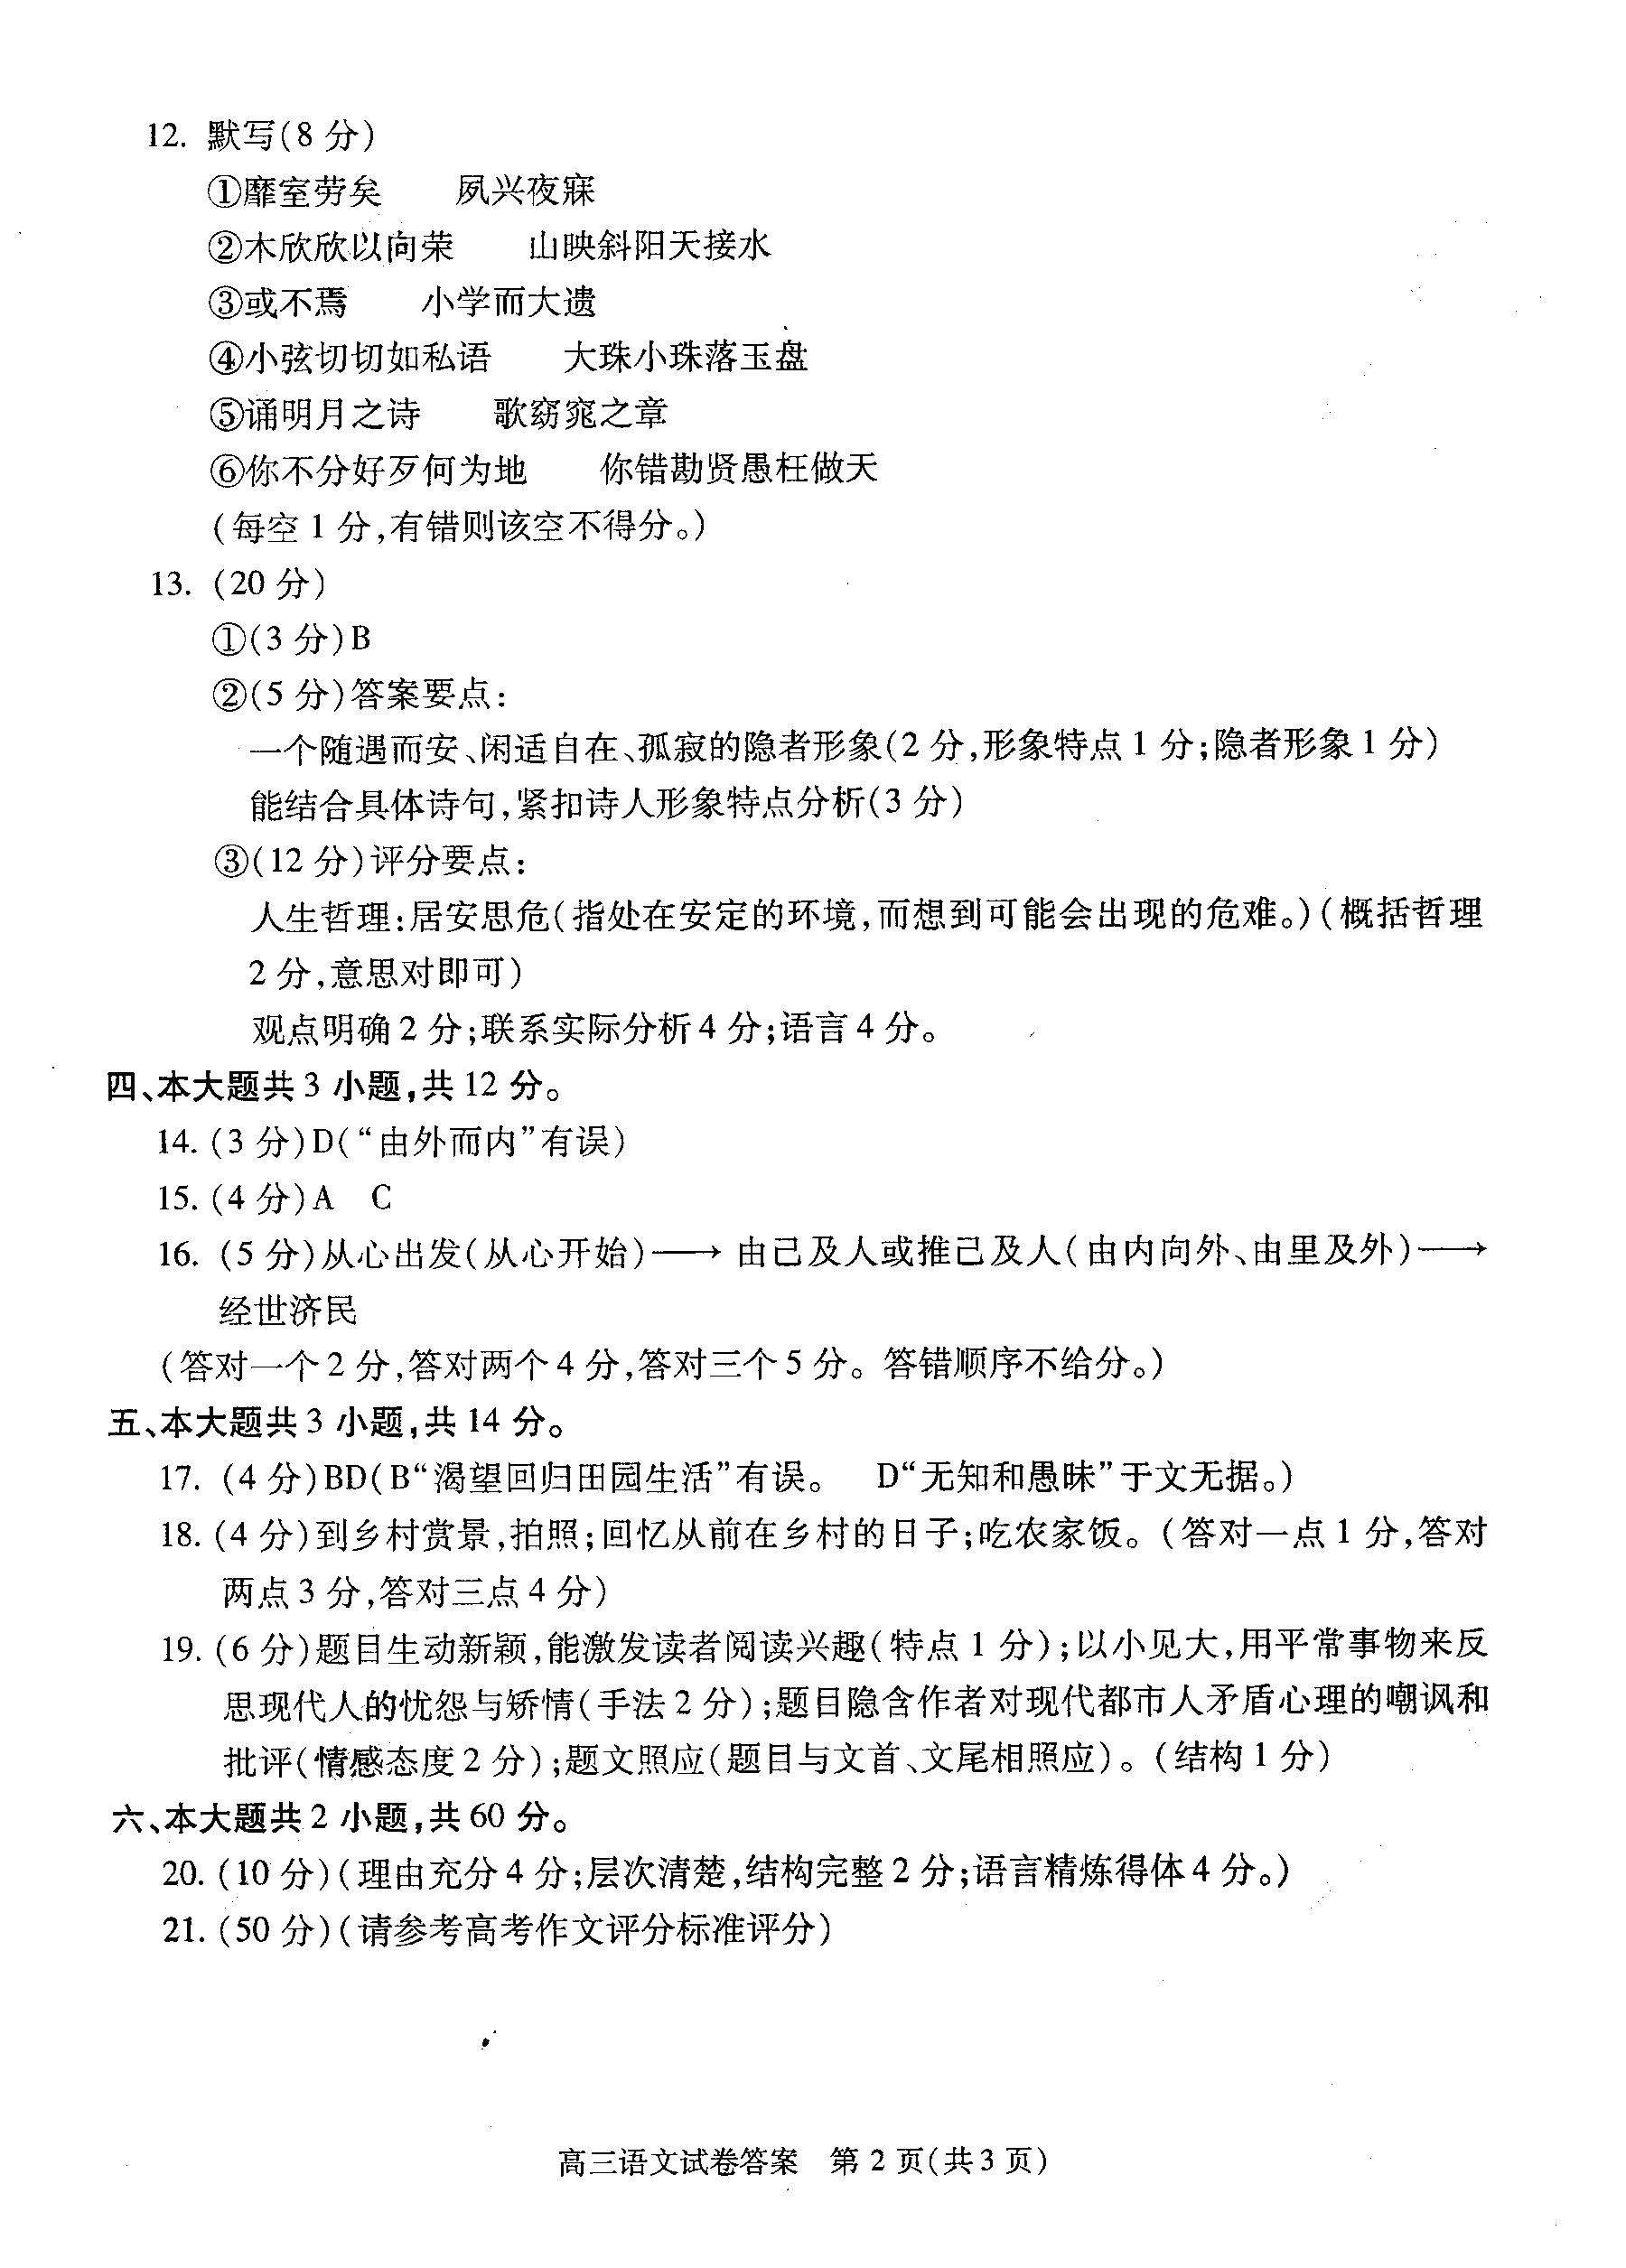 12. 默写(8 分)
①靡室劳矣　　夙兴夜寐
②木欣欣以向荣　　山映斜阳天接水
③或不焉　　小学而大遗
④小弦切切如私语　　大珠小珠落玉盘
⑤诵明月之诗　　歌窈窕之章
⑥你不分好歹何为地　　你错勘贤愚枉做天
(每空 1 分,有错则该空不得分。)
13. (20 分)
①(3 分)B
②(5 分)答案要点:
一个随遇而安、闲适自在、孤寂的隐者形象(2 分,形象特点 1 分;隐者形象 1 分)
能结合具体诗句,紧扣诗人形象特点分析(3 分)
③(12 分)评分要点:
人生哲理:居安思危(指处在安定的环境,而想到可能会出现的危难。)(概括哲理
2 分,意思对即可)
观点明确 2 分;联系实际分析 4 分;语言 4 分。
四、本大题共 3 小题,共 12 分。
14. (3 分)D(“由外而内”有误)
15. (4 分)A　C
16. (5 分)从心出发(从心开始)⟶ 由己及人或推己及人(由内向外、由里及外)⟶
经世济民
(答对一个 2 分,答对两个 4 分,答对三个 5 分。答错顺序不给分。)
五、本大题共 3 小题,共 14 分。
17. (4 分)BD(B“渴望回归田园生活”有误。　D“无知和愚昧”于文无据。)
18. (4 分)到乡村赏景,拍照;回忆从前在乡村的日子;吃农家饭。(答对一点 1 分,答对
两点 3 分,答对三点 4 分)
19. (6 分)题目生动新颖,能激发读者阅读兴趣(特点 1 分);以小见大,用平常事物来反
思现代人的忧怨与矫情(手法 2 分);题目隐含作者对现代都市人矛盾心理的嘲讽和
批评(情感态度 2 分);题文照应(题目与文首、文尾相照应)。(结构 1 分)
六、本大题共 2 小题,共 60 分。
20. (10 分)(理由充分 4 分;层次清楚,结构完整 2 分;语言精炼得体 4 分。)
21. (50 分)(请参考高考作文评分标准评分)
高三语文试卷答案　第 2 页(共 3 页)